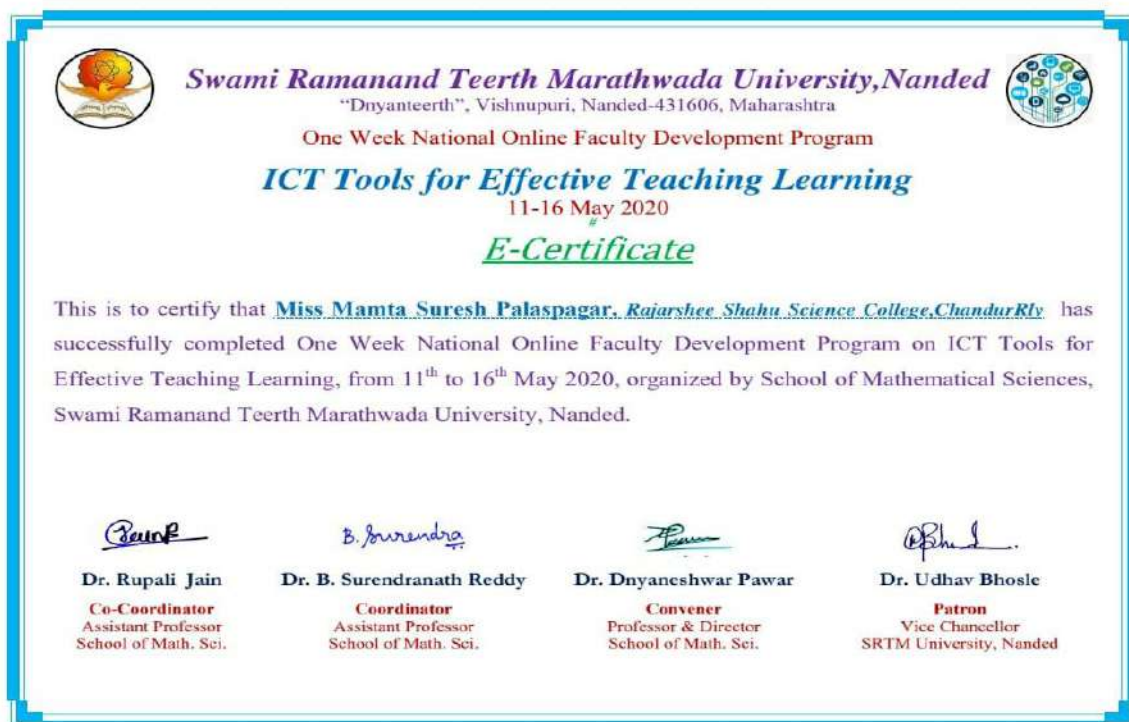 Swami Ramanand Teerth Marathwada University,Nanded
“Dnyanteerth”, Vishnupuri, Nanded-431606, Maharashtra
One Week National Online Faculty Development Program
ICT Tools for Effective Teaching Learning
11-16 May 2020
#
E-Certificate
This is to certify that Miss Mamta Suresh Palaspagar, Rajarshee Shahu Science College,ChandurRly has
successfully completed One Week National Online Faculty Development Program on ICT Tools for
Effective Teaching Learning, from 11th to 16th May 2020, organized by School of Mathematical Sciences,
Swami Ramanand Teerth Marathwada University, Nanded.
B. Surendra
Dr. Rupali Jain Dr. B. Surendranath Reddy Dr. Dnyaneshwar Pawar Dr. Udhav Bhosle
Co-Coordinator Coordinator Convener Patron
Assistant Professor Assistant Professor Professor & Director Vice Chancellor
School of Math. Sci. School of Math. Sci. School of Math. Sci. SRTM University, Nanded